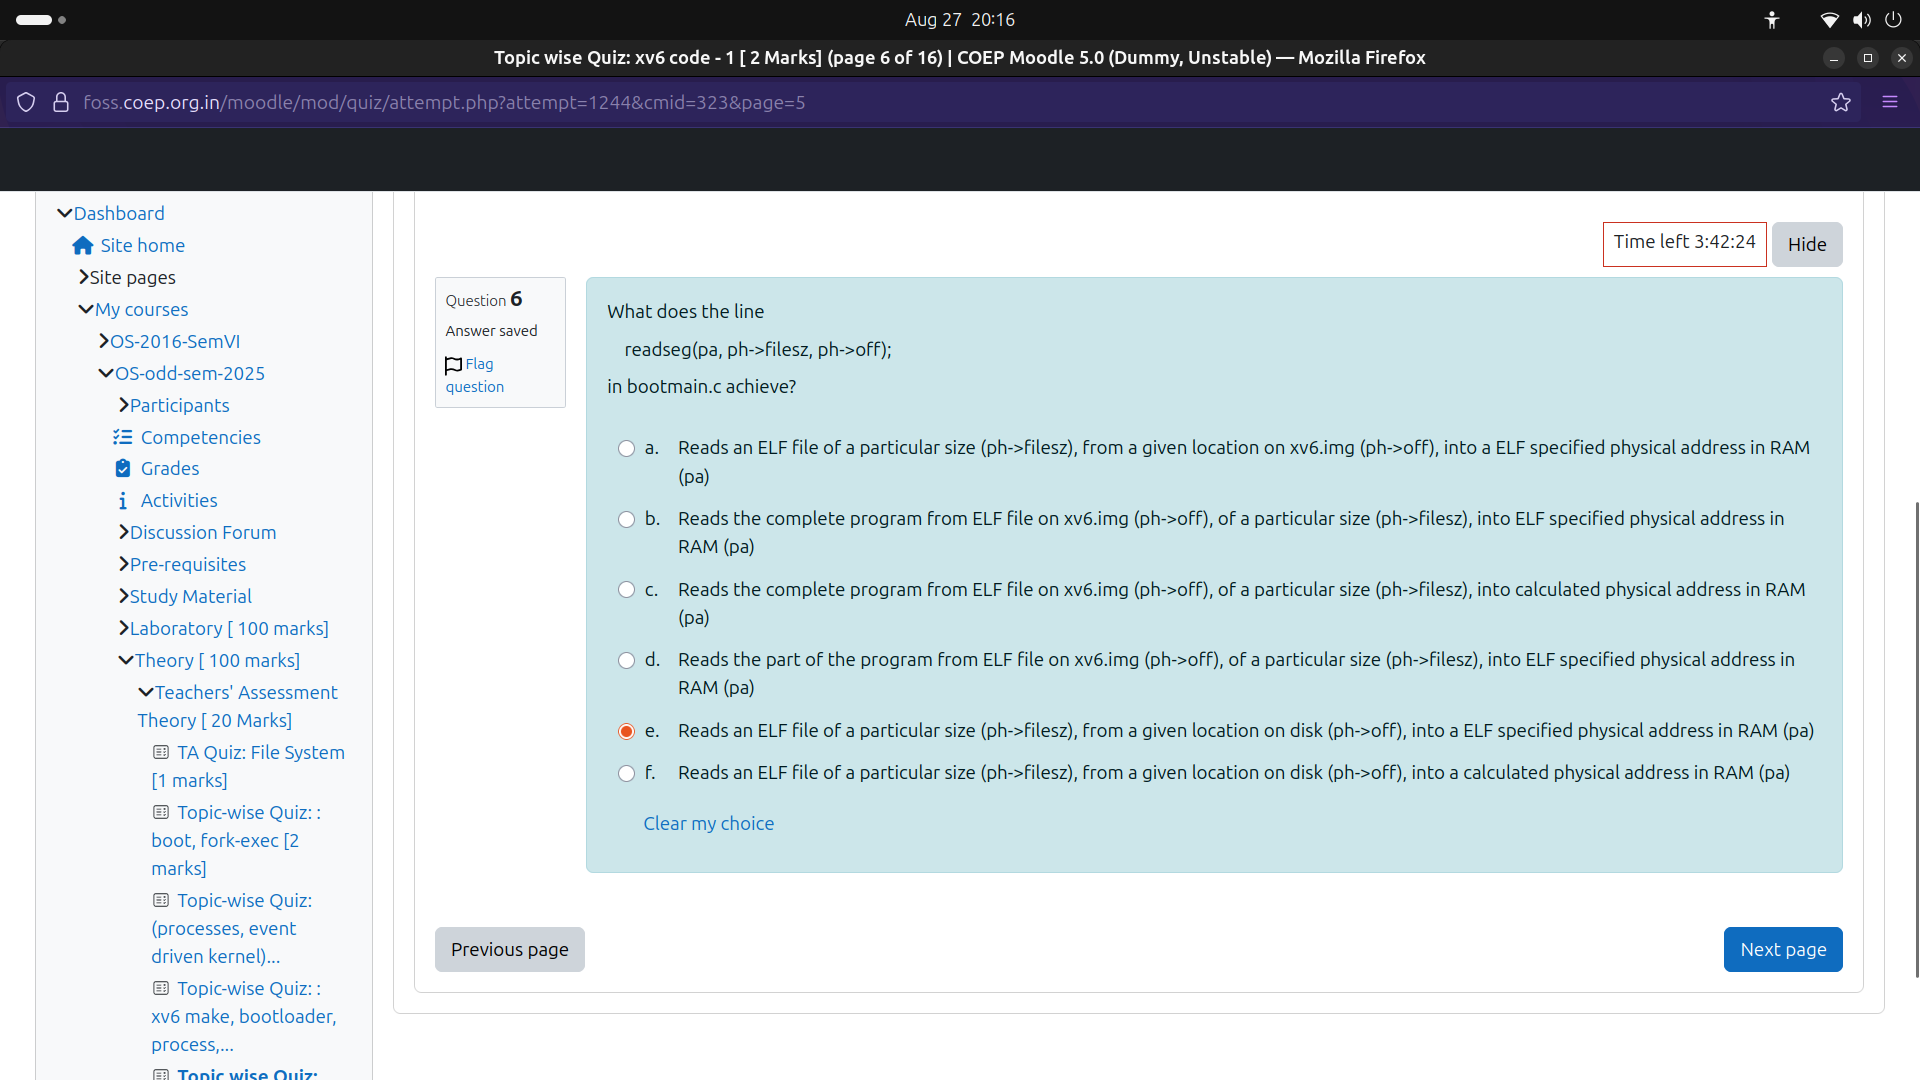 Aug 27 20:16
Topic wise Quiz: xv6 code - 1 [ 2 Marks] (page 6 of 16) | COEP Moodle 5.0 (Dummy, Unstable) — Mozilla Firefox
foss.coep.org.in/moodle/mod/quiz/attempt.php?attempt=1244&cmid=323&page=5
Dashboard
Site home
Site pages
My courses
OS-2016-SemVI
OS-odd-sem-2025
Participants
Competencies
Grades
Activities
Discussion Forum
Pre-requisites
Study Material
Laboratory [ 100 marks]
Theory [ 100 marks]
Teachers' Assessment
Theory [ 20 Marks]
TA Quiz: File System
[1 marks]
Topic-wise Quiz: :
boot, fork-exec [2
marks]
Topic-wise Quiz:
(processes, event
driven kernel)...
Topic-wise Quiz: :
xv6 make, bootloader,
process,...
Topic wise Quiz:
Time left 3:42:24
Hide
Question 6
Answer saved
Flag
question
What does the line
readseg(pa, ph->filesz, ph->off);
in bootmain.c achieve?
a. Reads an ELF file of a particular size (ph->filesz), from a given location on xv6.img (ph->off), into a ELF specified physical address in RAM
(pa)
b. Reads the complete program from ELF file on xv6.img (ph->off), of a particular size (ph->filesz), into ELF specified physical address in
RAM (pa)
c. Reads the complete program from ELF file on xv6.img (ph->off), of a particular size (ph->filesz), into calculated physical address in RAM
(pa)
d. Reads the part of the program from ELF file on xv6.img (ph->off), of a particular size (ph->filesz), into ELF specified physical address in
RAM (pa)
e. Reads an ELF file of a particular size (ph->filesz), from a given location on disk (ph->off), into a ELF specified physical address in RAM (pa)
f. Reads an ELF file of a particular size (ph->filesz), from a given location on disk (ph->off), into a calculated physical address in RAM (pa)
Clear my choice
Previous page
Next page